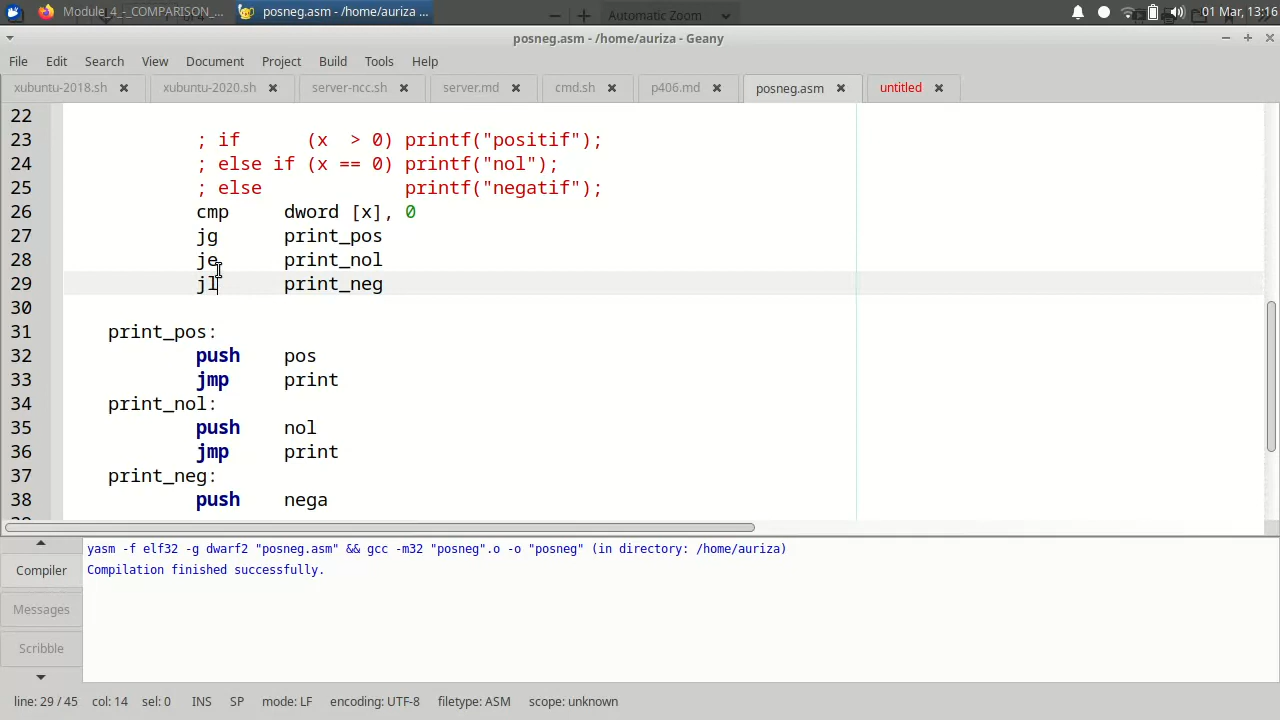 Module_4_-_COMPARISON_... posneg.asm - /home/auriza ... Automatic Zoom 01 Mar, 13:16
posneg.asm - /home/auriza - Geany
File Edit Search View Document Project Build Tools Help
xubuntu-2018.sh xubuntu-2020.sh server-ncc.sh server.md cmd.sh p406.md posneg.asm untitled
22
23 ; if      (x  > 0) printf("positif");
24 ; else if (x == 0) printf("nol");
25 ; else             printf("negatif");
26 cmp     dword [x], 0
27 jg      print_pos
28 je      print_nol
29 jl      print_neg
30
31 print_pos:
32 push    pos
33 jmp     print
34 print_nol:
35 push    nol
36 jmp     print
37 print_neg:
38 push    nega
Compiler
Messages
Scribble
yasm -f elf32 -g dwarf2 "posneg.asm" && gcc -m32 "posneg".o -o "posneg" (in directory: /home/auriza)
Compilation finished successfully.
line: 29 / 45 col: 14 sel: 0 INS SP mode: LF encoding: UTF-8 filetype: ASM scope: unknown